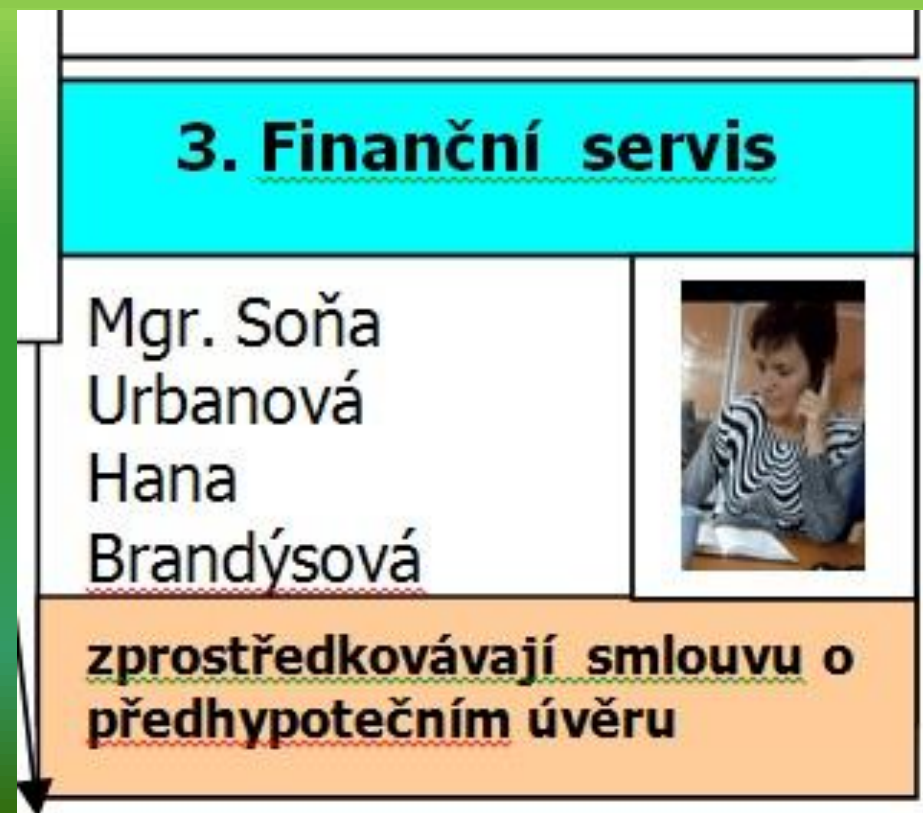 3. Finanční servis
Mgr. Soňa
Urbanová
Hana
Brandýsová
zprostředkovávají smlouvu o
předhypotečním úvěru